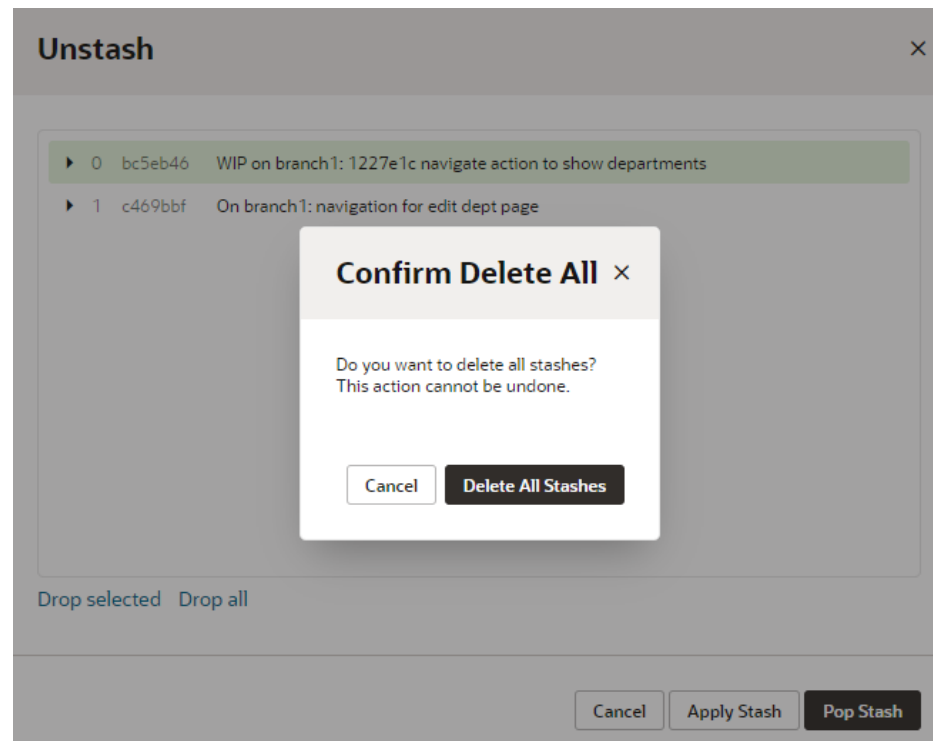 Unstash
0 bc5eb46 WIP on branch1: 1227e1c navigate action to show departments
1 c469bbf On branch1: navigation for edit dept page
Confirm Delete All
Do you want to delete all stashes?
This action cannot be undone.
Cancel Delete All Stashes
Drop selected Drop all
Cancel Apply Stash Pop Stash